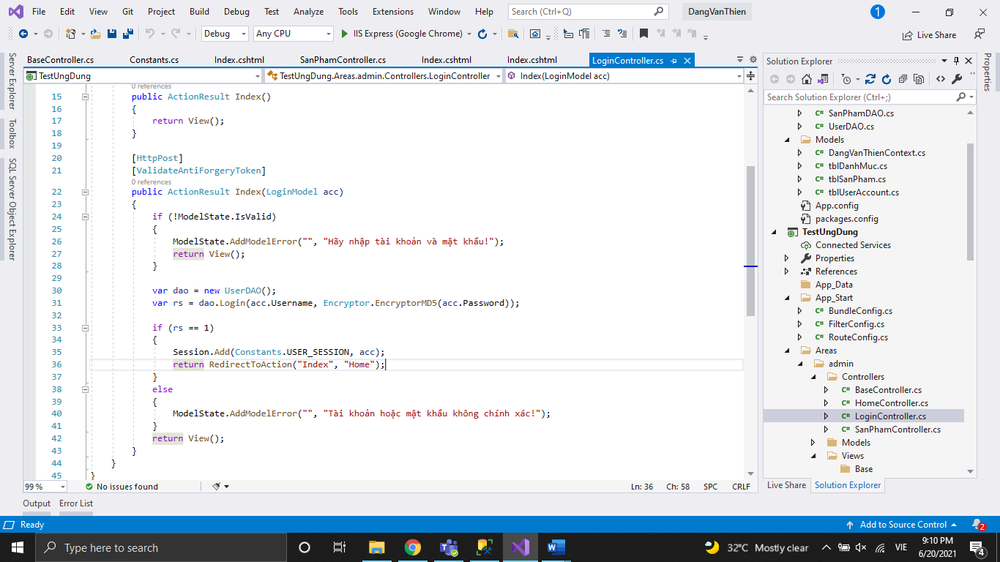 File Edit View Git Project Build Debug Test Analyze Tools Extensions Window Help Search (Ctrl+Q) DangVanThien 1
Debug Any CPU IIS Express (Google Chrome) Live Share
BaseController.cs Constants.cs Index.cshtml SanPhamController.cs Index.cshtml Index.cshtml LoginController.cs
TestUngDung TestUngDung.Areas.admin.Controllers.LoginController Index(LoginModel acc)
Server Explorer
Toolbox
SQL Server Object Explorer
0 references
15 public ActionResult Index()
16 {
17 return View();
18 }
19
20 [HttpPost]
21 [ValidateAntiForgeryToken]
0 references
22 public ActionResult Index(LoginModel acc)
23 {
24 if (!ModelState.IsValid)
25 {
26 ModelState.AddModelError("", "Hãy nhập tài khoản và mật khẩu!");
27 return View();
28 }
29
30 var dao = new UserDAO();
31 var rs = dao.Login(acc.Username, Encryptor.EncryptorMD5(acc.Password));
32
33 if (rs == 1)
34 {
35 Session.Add(Constants.USER_SESSION, acc);
36 return RedirectToAction("Index", "Home");
37 }
38 else
39 {
40 ModelState.AddModelError("", "Tài khoản hoặc mật khẩu không chính xác!");
41 }
42 return View();
43 }
44 }
45 }
99 % No issues found Ln: 36 Ch: 58 SPC CRLF
Solution Explorer
Search Solution Explorer (Ctrl+;)
C# SanPhamDAO.cs
C# UserDAO.cs
Models
C# DangVanThienContext.cs
C# tblDanhMuc.cs
C# tblSanPham.cs
C# tblUserAccount.cs
App.config
packages.config
TestUngDung
Connected Services
Properties
References
App_Data
App_Start
C# BundleConfig.cs
C# FilterConfig.cs
C# RouteConfig.cs
Areas
admin
Controllers
C# BaseController.cs
C# HomeController.cs
C# LoginController.cs
C# SanPhamController.cs
Models
Views
Base
Live Share Solution Explorer
Properties
Output Error List
Ready Add to Source Control 2
Type here to search 32°C Mostly clear VIE 9:10 PM
6/20/2021 4